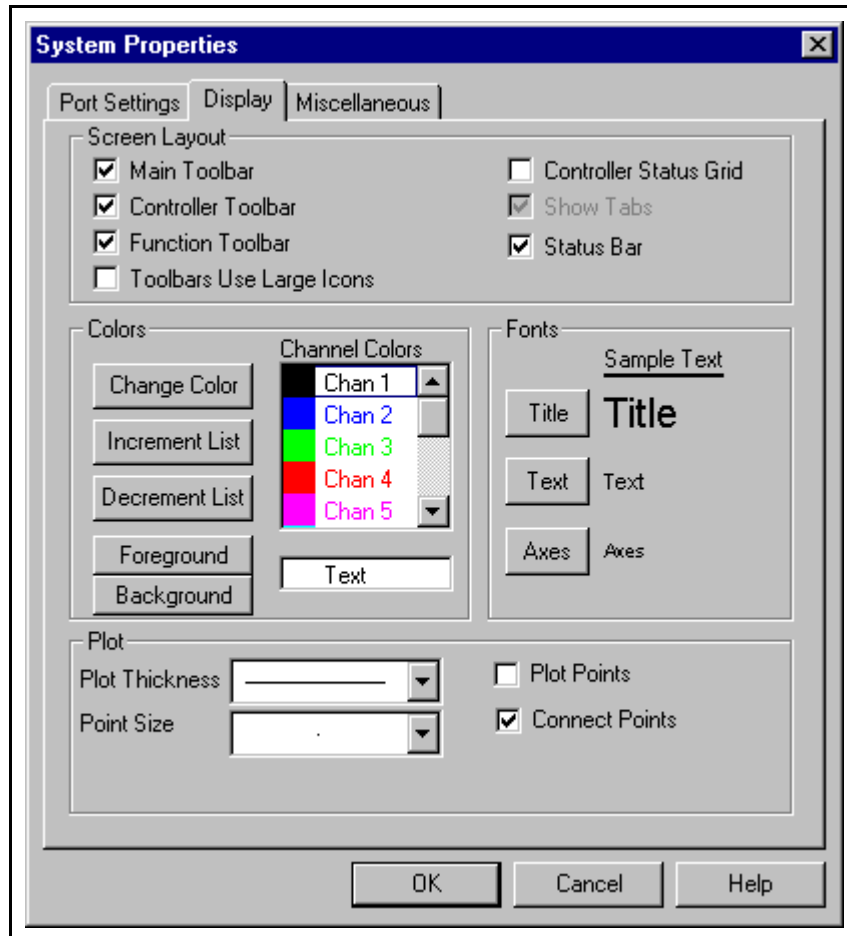 System Properties
Port Settings Display Miscellaneous
Screen Layout
Main Toolbar
Controller Toolbar
Function Toolbar
Toolbars Use Large Icons
Controller Status Grid
Show Tabs
Status Bar
Colors
Change Color
Increment List
Decrement List
Foreground
Background
Channel Colors
Chan 1
Chan 2
Chan 3
Chan 4
Chan 5
Text
Fonts
Sample Text
Title Title
Text Text
Axes Axes
Plot
Plot Thickness
Point Size
Plot Points
Connect Points
OK Cancel Help